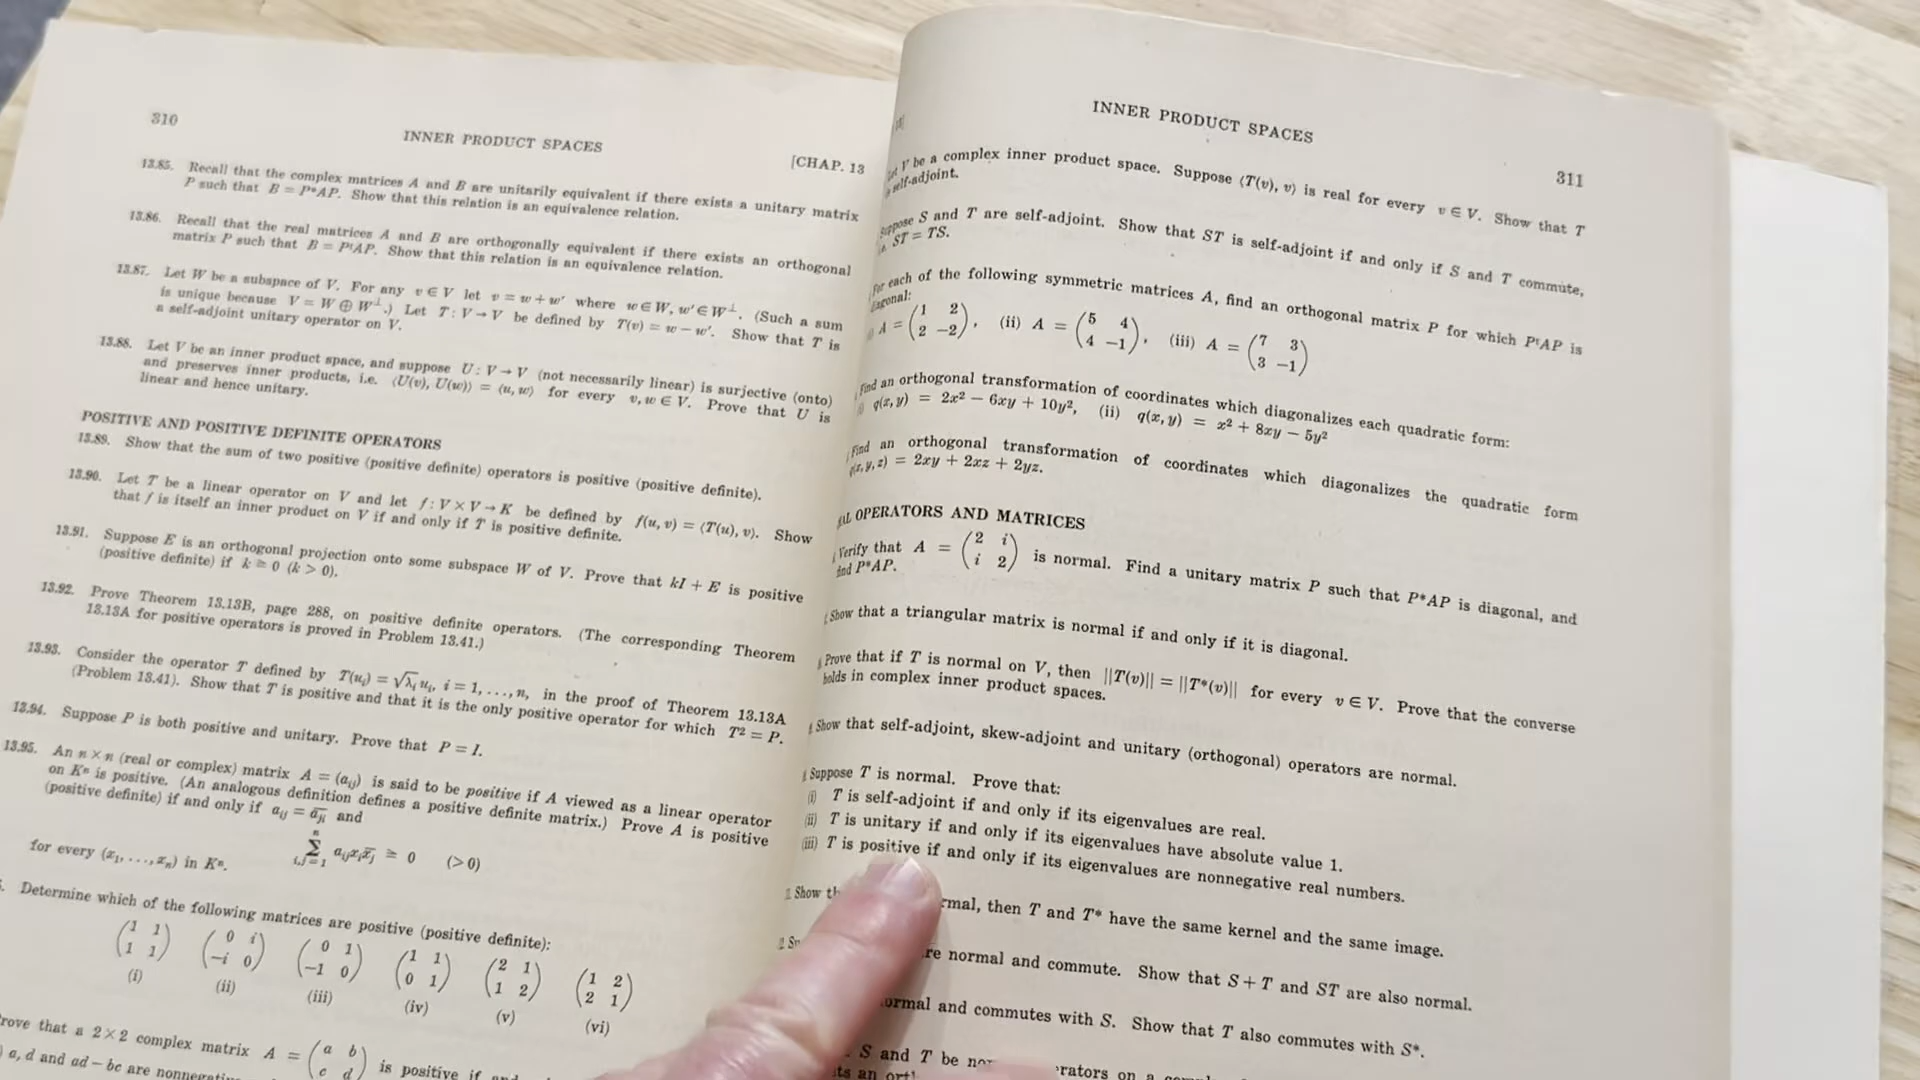 310
INNER PRODUCT SPACES
[CHAP. 13
13.85. Recall that the complex matrices A and B are unitarily equivalent if there exists a unitary matrix
P such that B = P*AP. Show that this relation is an equivalence relation.
13.86. Recall that the real matrices A and B are orthogonally equivalent if there exists an orthogonal
matrix P such that B = PᵗAP. Show that this relation is an equivalence relation.
13.87. Let W be a subspace of V. For any v ∈ V let v = w + w′ where w ∈ W, w′ ∈ W⊥. (Such a sum
is unique because V = W ⊕ W⊥.) Let T : V → V be defined by T(v) = w − w′. Show that T is
a self-adjoint unitary operator on V.
13.88. Let V be an inner product space, and suppose U : V → V (not necessarily linear) is surjective (onto)
and preserves inner products, i.e. ⟨U(v), U(w)⟩ = ⟨u, w⟩ for every v, w ∈ V. Prove that U is
linear and hence unitary.
POSITIVE AND POSITIVE DEFINITE OPERATORS
13.89. Show that the sum of two positive (positive definite) operators is positive (positive definite).
13.90. Let T be a linear operator on V and let f : V × V → K be defined by f(u, v) = ⟨T(u), v⟩. Show
that f is itself an inner product on V if and only if T is positive definite.
13.91. Suppose E is an orthogonal projection onto some subspace W of V. Prove that kI + E is positive
(positive definite) if k ≥ 0 (k > 0).
13.92. Prove Theorem 13.13B, page 288, on positive definite operators. (The corresponding Theorem
13.13A for positive operators is proved in Problem 13.41.)
13.93. Consider the operator T defined by T(uᵢ) = √λᵢ uᵢ, i = 1, . . ., n, in the proof of Theorem 13.13A
(Problem 13.41). Show that T is positive and that it is the only positive operator for which T² = P.
13.94. Suppose P is both positive and unitary. Prove that P = I.
13.95. An n × n (real or complex) matrix A = (aᵢⱼ) is said to be positive if A viewed as a linear operator
on Kⁿ is positive. (An analogous definition defines a positive definite matrix.) Prove A is positive
(positive definite) if and only if aᵢⱼ = a̅ⱼᵢ and
n
Σ aᵢⱼxᵢx̅ⱼ ≥ 0 (>0)
i,j=1
for every (x₁, . . ., xₙ) in Kⁿ.
Determine which of the following matrices are positive (positive definite):
(1 1) (0 i) (0 1) (1 1) (2 1) (1 2)
(1 1) (−i 0) (−1 0) (0 1) (1 2) (2 1)
(i) (ii) (iii) (iv) (v) (vi)
rove that a 2 × 2 complex matrix A = (a b)
(c d) is positive if
) a, d and ad − bc are
INNER PRODUCT SPACES
311
V be a complex inner product space. Suppose ⟨T(v), v⟩ is real for every v ∈ V. Show that T
self-adjoint.
S and T are self-adjoint. Show that ST is self-adjoint if and only if S and T commute,
ST = TS.
each of the following symmetric matrices A, find an orthogonal matrix P for which PᵗAP is
agonal:
A = (1 2), (ii) A = (5 4), (iii) A = (7 3)
(2 −2) (4 −1) (3 −1)
Find an orthogonal transformation of coordinates which diagonalizes each quadratic form:
q(x, y) = 2x² − 6xy + 10y², (ii) q(x, y) = x² + 8xy − 5y²
Find an orthogonal transformation of coordinates which diagonalizes the quadratic form
q(x, y, z) = 2xy + 2xz + 2yz.
AL OPERATORS AND MATRICES
Verify that A = (2 i)
(i 2) is normal. Find a unitary matrix P such that P*AP is diagonal, and
find P*AP.
Show that a triangular matrix is normal if and only if it is diagonal.
Prove that if T is normal on V, then ||T(v)|| = ||T*(v)|| for every v ∈ V. Prove that the converse
holds in complex inner product spaces.
Show that self-adjoint, skew-adjoint and unitary (orthogonal) operators are normal.
Suppose T is normal. Prove that:
(i) T is self-adjoint if and only if its eigenvalues are real.
(ii) T is unitary if and only if its eigenvalues have absolute value 1.
(iii) T is positive if and only if its eigenvalues are nonnegative real numbers.
Show th rmal, then T and T* have the same kernel and the same image.
re normal and commute. Show that S + T and ST are also normal.
ormal and commutes with S. Show that T also commutes with S*.
S and T be nor rators on a